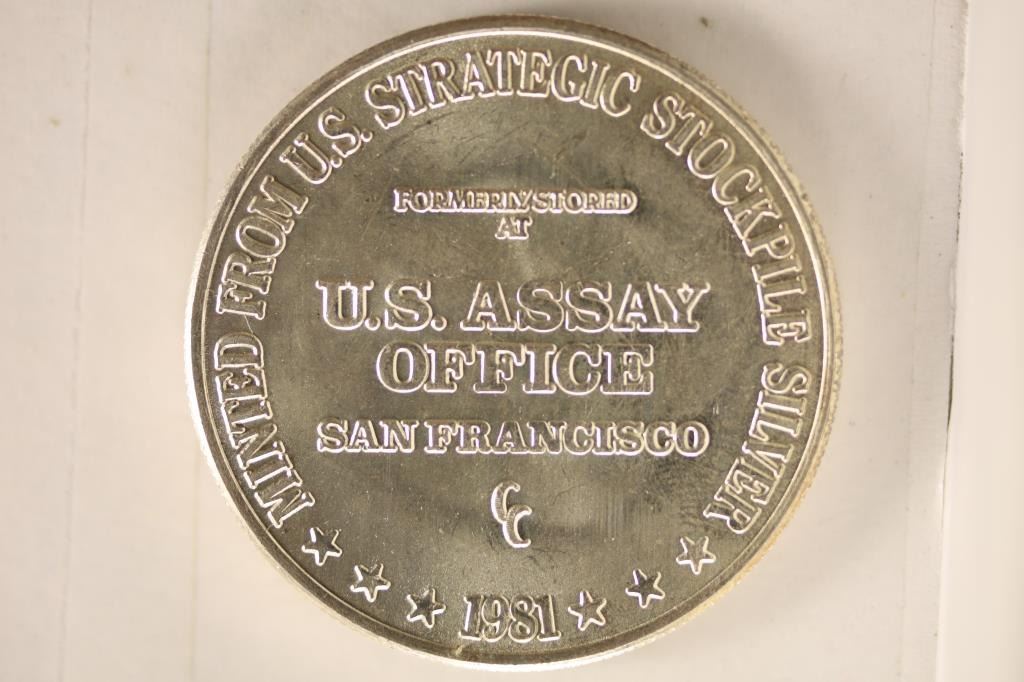 MINTED FROM U.S. STRATEGIC STOCKPILE SILVER
FORMERLY STORED
AT
U.S. ASSAY
OFFICE
SAN FRANCISCO
CC
1981